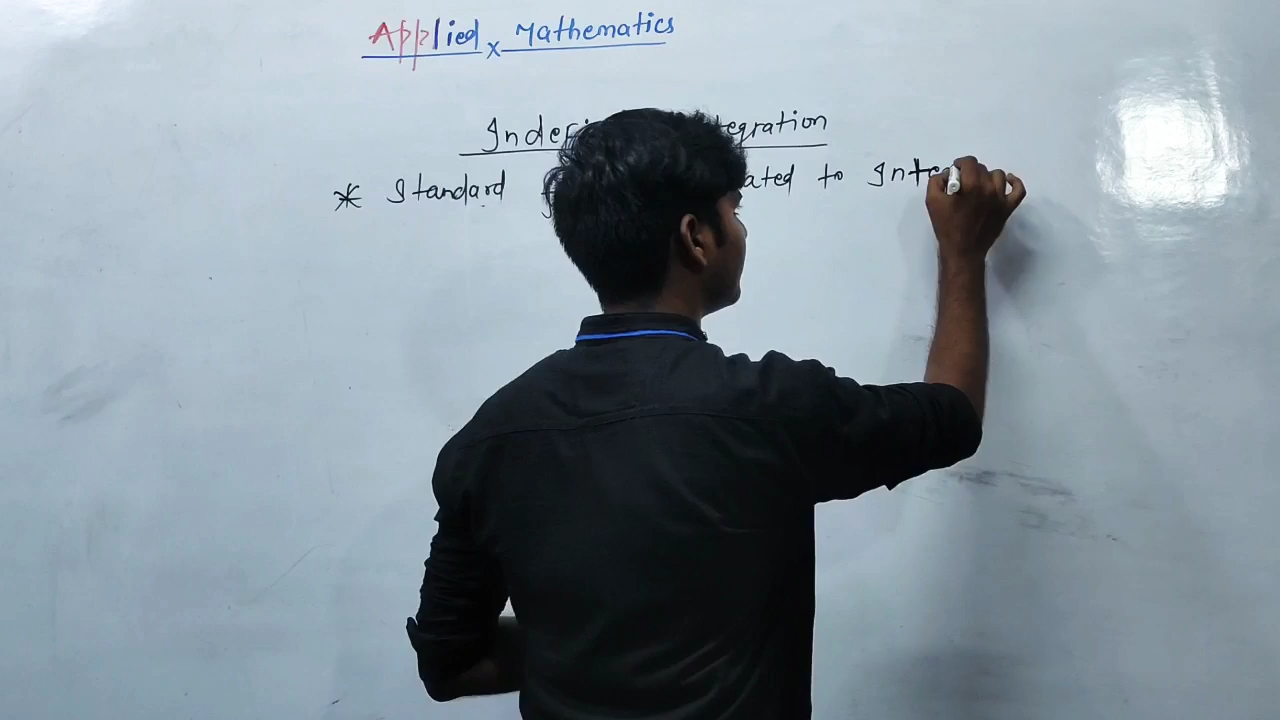 Applied x Mathematics
Indefi tegration
* Standard ated to Inte